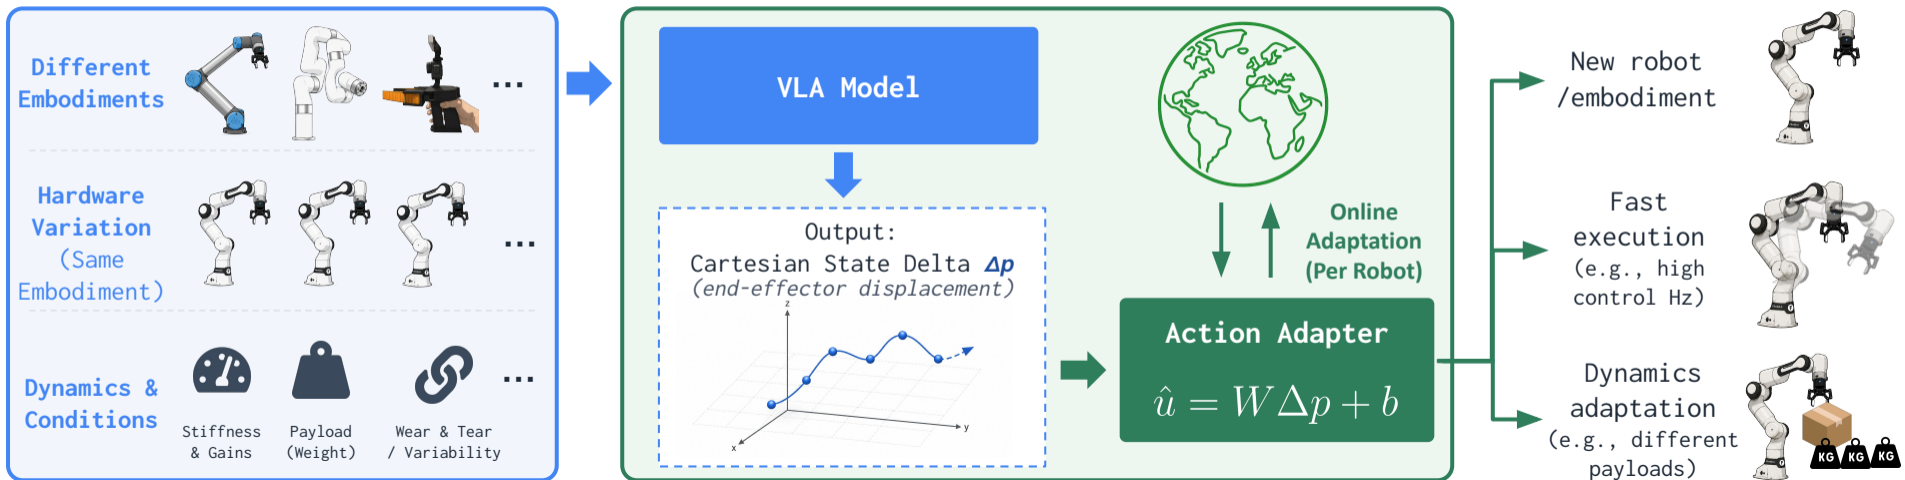 Different
Embodiments
...
Hardware
Variation
(Same
Embodiment)
...
Dynamics &
Conditions
...
Stiffness
& Gains
Payload
(Weight)
Wear & Tear
/ Variability
VLA Model
Output:
Cartesian State Delta Δp
(end-effector displacement)
z
y
x
Online
Adaptation
(Per Robot)
Action Adapter
û = WΔp + b
New robot
/embodiment
Fast
execution
(e.g., high
control Hz)
Dynamics
adaptation
(e.g., different
payloads)
KG
KG
KG